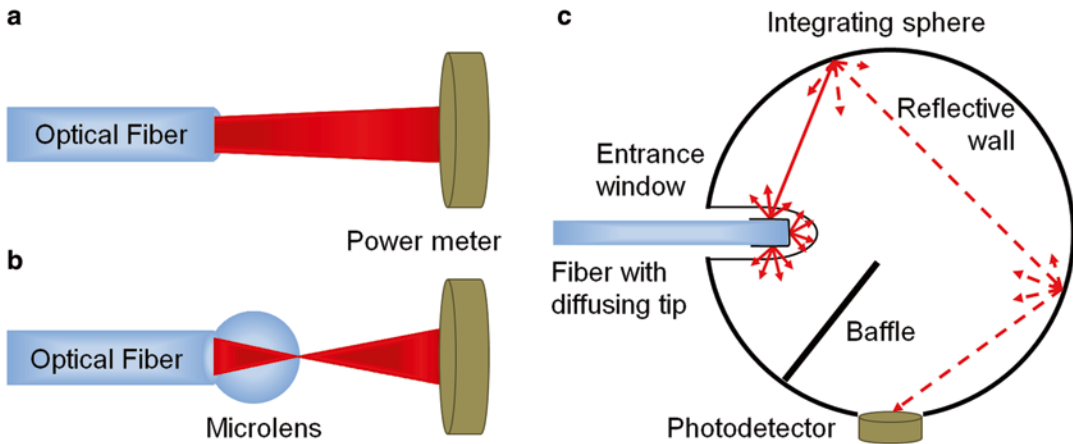 a
Optical Fiber
Power meter
b
Optical Fiber
Microlens
c
Integrating sphere
Reflective
wall
Entrance
window
Fiber with
diffusing tip
Baffle
Photodetector